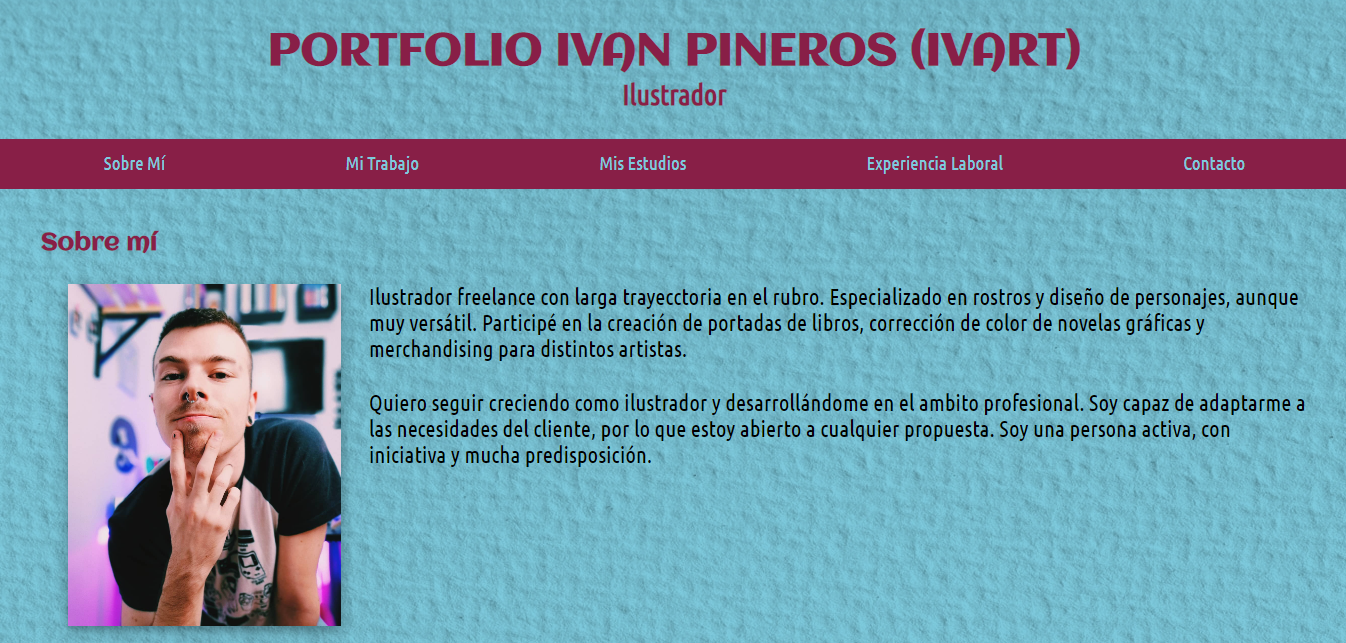 PORTFOLIO IVAN PINEROS (IVART)
Ilustrador
Sobre Mí
Mi Trabajo
Mis Estudios
Experiencia Laboral
Contacto
Sobre mí
Ilustrador freelance con larga trayecctoria en el rubro. Especializado en rostros y diseño de personajes, aunque
muy versátil. Participé en la creación de portadas de libros, corrección de color de novelas gráficas y
merchandising para distintos artistas.
Quiero seguir creciendo como ilustrador y desarrollándome en el ambito profesional. Soy capaz de adaptarme a
las necesidades del cliente, por lo que estoy abierto a cualquier propuesta. Soy una persona activa, con
iniciativa y mucha predisposición.